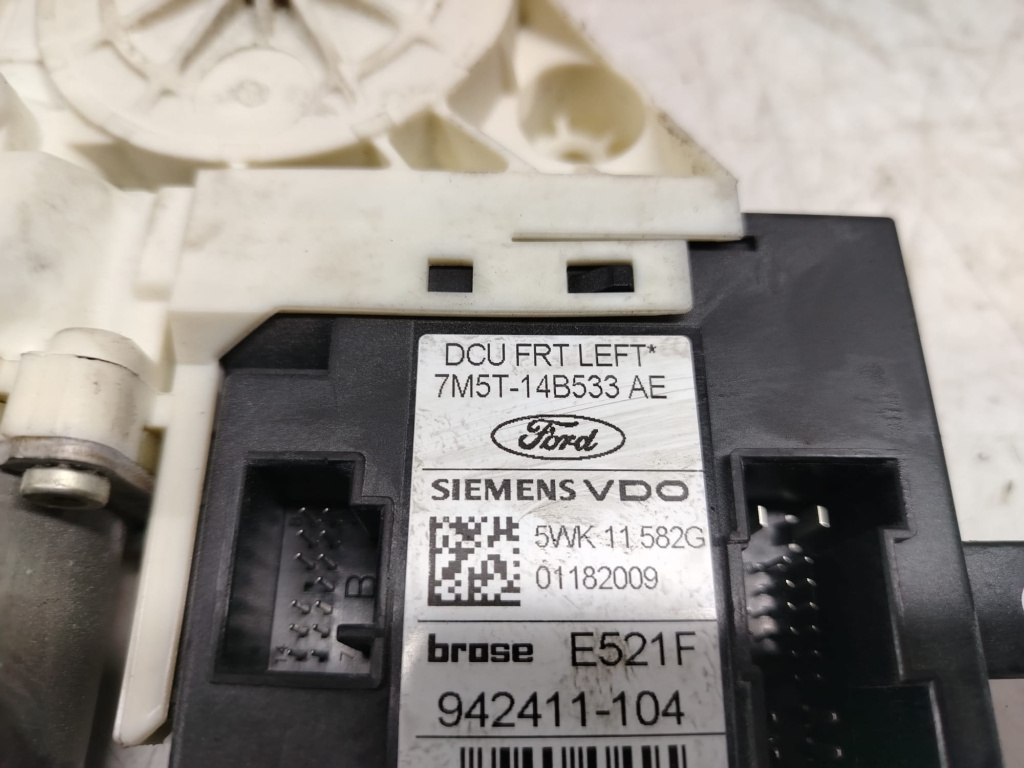 DCU FRT LEFT*
7M5T-14B533 AE
Ford
SIEMENS VDO
5WK 11 582G
01182009
brose E521F
942411-104
B